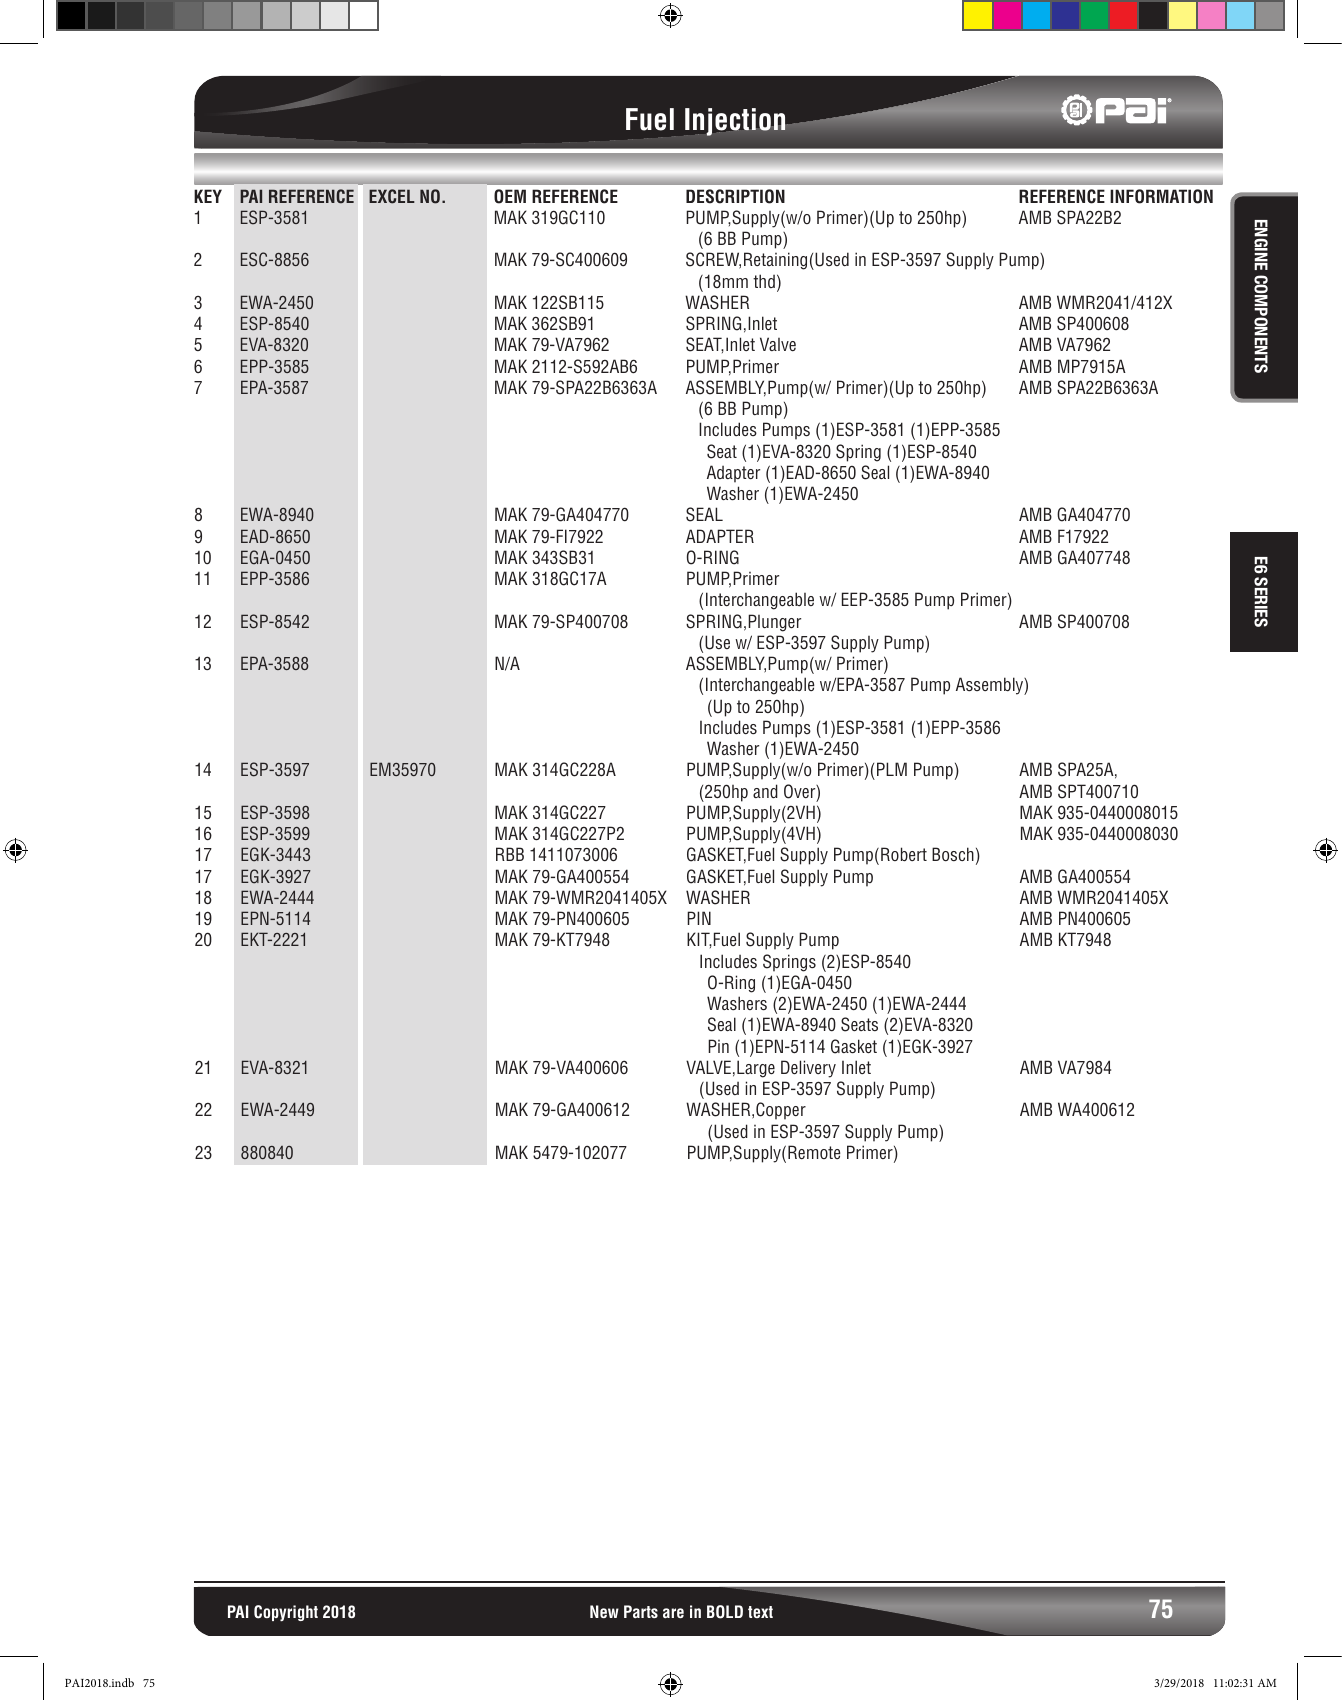 Fuel Injection
PAI
KEY PAI REFERENCE EXCEL NO. OEM REFERENCE DESCRIPTION REFERENCE INFORMATION
1 ESP-3581 MAK 319GC110 PUMP,Supply(w/o Primer)(Up to 250hp) AMB SPA22B2
(6 BB Pump)
2 ESC-8856 MAK 79-SC400609 SCREW,Retaining(Used in ESP-3597 Supply Pump)
(18mm thd)
3 EWA-2450 MAK 122SB115 WASHER AMB WMR2041/412X
4 ESP-8540 MAK 362SB91 SPRING,Inlet AMB SP400608
5 EVA-8320 MAK 79-VA7962 SEAT,Inlet Valve AMB VA7962
6 EPP-3585 MAK 2112-S592AB6 PUMP,Primer AMB MP7915A
7 EPA-3587 MAK 79-SPA22B6363A ASSEMBLY,Pump(w/ Primer)(Up to 250hp) AMB SPA22B6363A
(6 BB Pump)
Includes Pumps (1)ESP-3581 (1)EPP-3585
Seat (1)EVA-8320 Spring (1)ESP-8540
Adapter (1)EAD-8650 Seal (1)EWA-8940
Washer (1)EWA-2450
8 EWA-8940 MAK 79-GA404770 SEAL AMB GA404770
9 EAD-8650 MAK 79-FI7922 ADAPTER AMB F17922
10 EGA-0450 MAK 343SB31 O-RING AMB GA407748
11 EPP-3586 MAK 318GC17A PUMP,Primer
(Interchangeable w/ EEP-3585 Pump Primer)
12 ESP-8542 MAK 79-SP400708 SPRING,Plunger AMB SP400708
(Use w/ ESP-3597 Supply Pump)
13 EPA-3588 N/A ASSEMBLY,Pump(w/ Primer)
(Interchangeable w/EPA-3587 Pump Assembly)
(Up to 250hp)
Includes Pumps (1)ESP-3581 (1)EPP-3586
Washer (1)EWA-2450
14 ESP-3597 EM35970 MAK 314GC228A PUMP,Supply(w/o Primer)(PLM Pump) AMB SPA25A,
(250hp and Over) AMB SPT400710
15 ESP-3598 MAK 314GC227 PUMP,Supply(2VH) MAK 935-0440008015
16 ESP-3599 MAK 314GC227P2 PUMP,Supply(4VH) MAK 935-0440008030
17 EGK-3443 RBB 1411073006 GASKET,Fuel Supply Pump(Robert Bosch)
17 EGK-3927 MAK 79-GA400554 GASKET,Fuel Supply Pump AMB GA400554
18 EWA-2444 MAK 79-WMR2041405X WASHER AMB WMR2041405X
19 EPN-5114 MAK 79-PN400605 PIN AMB PN400605
20 EKT-2221 MAK 79-KT7948 KIT,Fuel Supply Pump AMB KT7948
Includes Springs (2)ESP-8540
O-Ring (1)EGA-0450
Washers (2)EWA-2450 (1)EWA-2444
Seal (1)EWA-8940 Seats (2)EVA-8320
Pin (1)EPN-5114 Gasket (1)EGK-3927
21 EVA-8321 MAK 79-VA400606 VALVE,Large Delivery Inlet AMB VA7984
(Used in ESP-3597 Supply Pump)
22 EWA-2449 MAK 79-GA400612 WASHER,Copper AMB WA400612
(Used in ESP-3597 Supply Pump)
23 880840 MAK 5479-102077 PUMP,Supply(Remote Primer)
ENGINE COMPONENTS
E6 SERIES
PAI Copyright 2018 New Parts are in BOLD text 75
PAI2018.indb 75 3/29/2018 11:02:31 AM